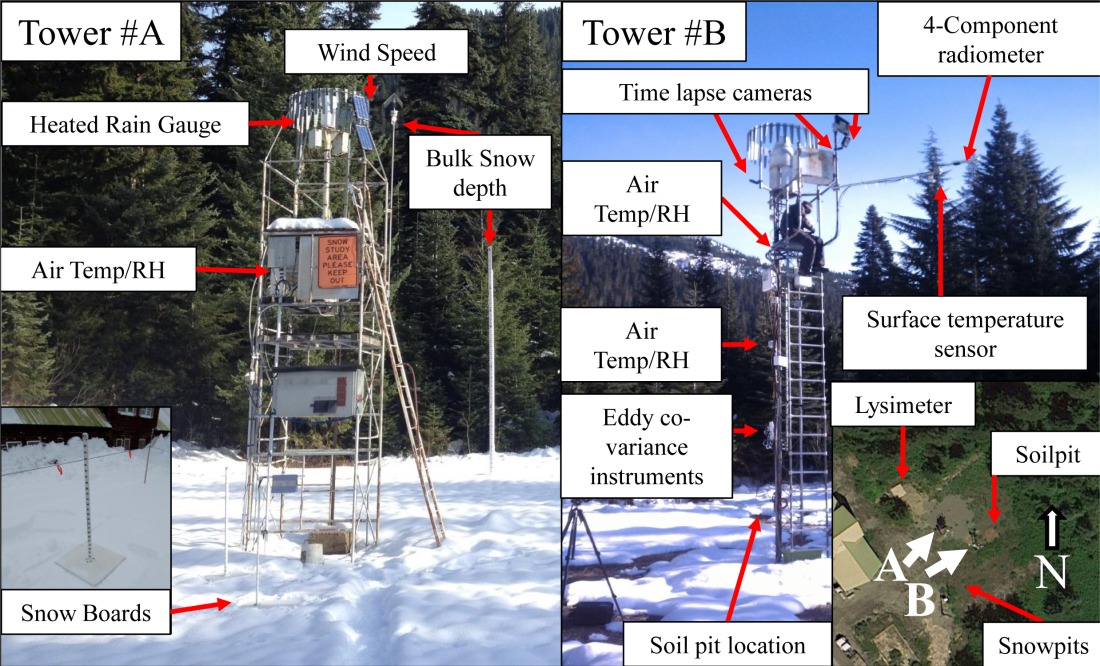 Tower #A
Wind Speed
Heated Rain Gauge
Bulk Snow
depth
Air Temp/RH
SNOW
STUDY
AREA
PLEASE
KEEP
OUT
Snow Boards
Tower #B
4-Component
radiometer
Time lapse cameras
Air
Temp/RH
Air
Temp/RH
Surface temperature
sensor
Eddy co-
variance
instruments
Soil pit location
Lysimeter
Soilpit
A
B
N
Snowpits